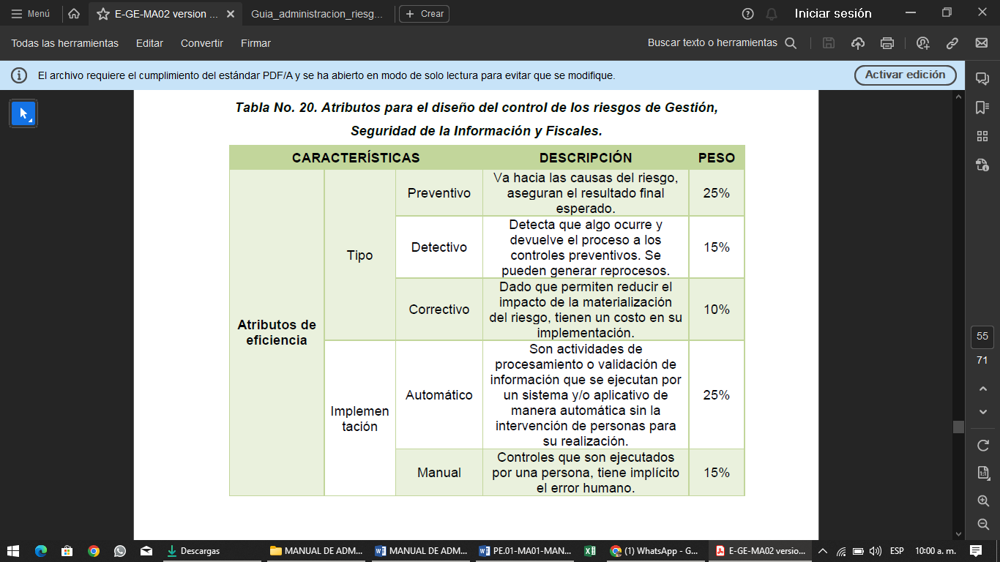 Menú
E-GE-MA02 version ...
Guia_administracion_riesg...
Crear
Iniciar sesión
Todas las herramientas
Editar
Convertir
Firmar
Buscar texto o herramientas
El archivo requiere el cumplimiento del estándar PDF/A y se ha abierto en modo de solo lectura para evitar que se modifique.
Activar edición
Tabla No. 20. Atributos para el diseño del control de los riesgos de Gestión,
Seguridad de la Información y Fiscales.
CARACTERÍSTICAS
DESCRIPCIÓN
PESO
Atributos de
eficiencia
Tipo
Preventivo
Va hacia las causas del riesgo,
aseguran el resultado final
esperado.
25%
Detectivo
Detecta que algo ocurre y
devuelve el proceso a los
controles preventivos. Se
pueden generar reprocesos.
15%
Correctivo
Dado que permiten reducir el
impacto de la materialización
del riesgo, tienen un costo en su
implementación.
10%
Implemen
tación
Automático
Son actividades de
procesamiento o validación de
información que se ejecutan por
un sistema y/o aplicativo de
manera automática sin la
intervención de personas para
su realización.
25%
Manual
Controles que son ejecutados
por una persona, tiene implícito
el error humano.
15%
55
71
1:1
Descargas
MANUAL DE ADM...
MANUAL DE ADM...
PE.01-MA01-MAN...
(1) WhatsApp - G...
E-GE-MA02 versio...
ESP
10:00 a. m.